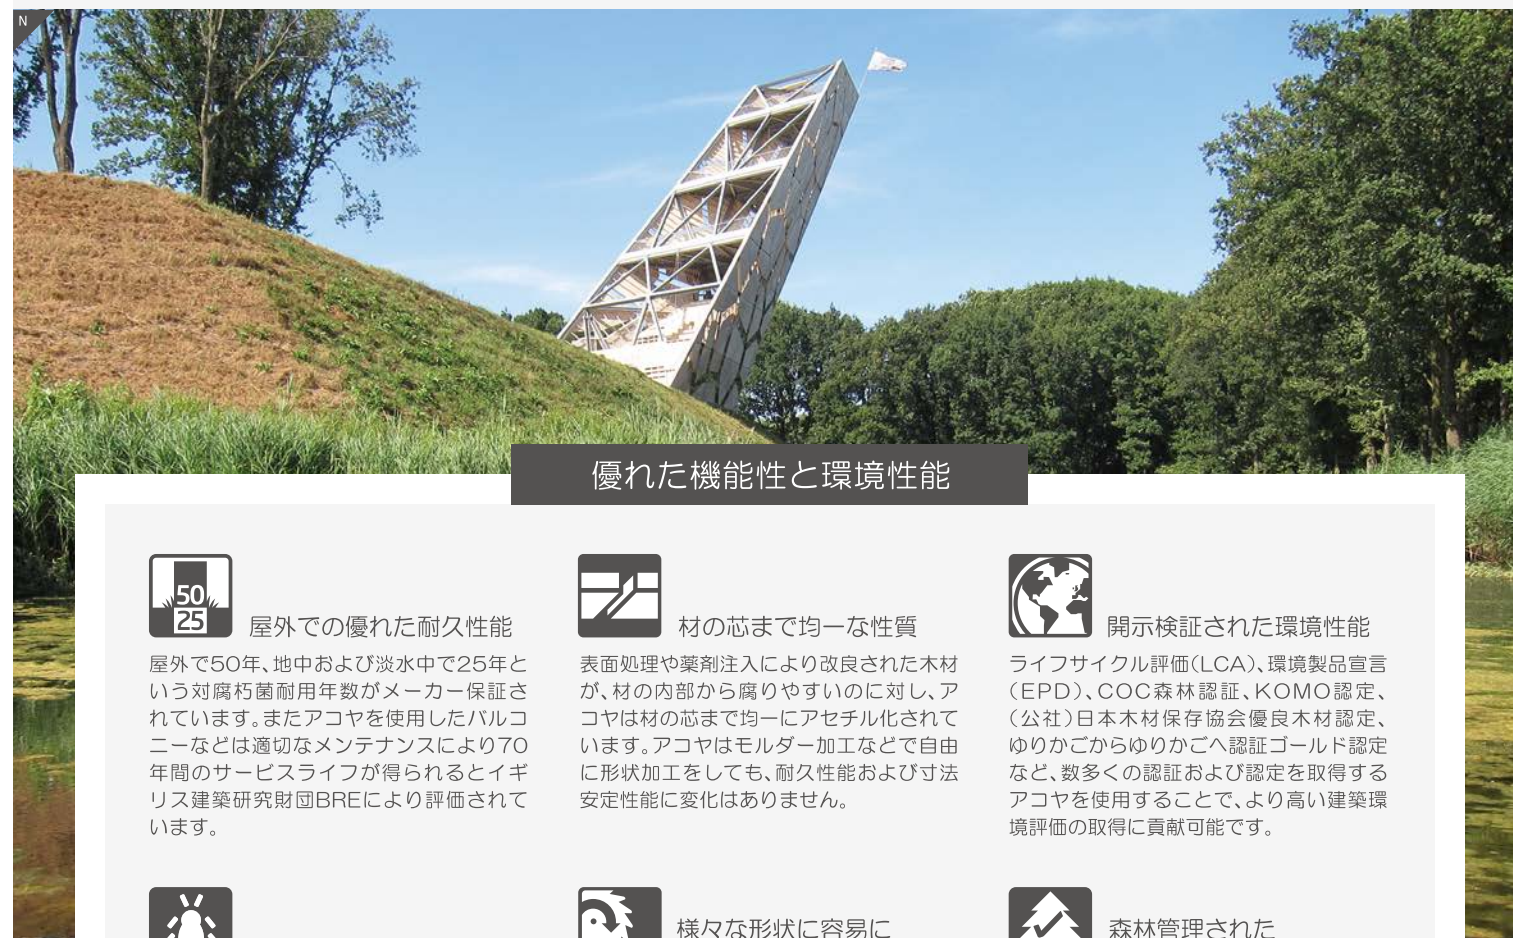 N
優れた機能性と環境性能
50
25
屋外での優れた耐久性能
屋外で50年、地中および淡水中で25年と
いう対腐朽菌耐用年数がメーカー保証さ
れています。またアコヤを使用したバルコ
ニーなどは適切なメンテナンスにより70
年間のサービスライフが得られるとイギ
リス建築研究財団BREにより評価されて
います。
材の芯まで均一な性質
表面処理や薬剤注入により改良された木材
が、材の内部から腐りやすいのに対し、ア
コヤは材の芯まで均一にアセチル化されて
います。アコヤはモルダー加工などで自由
に形状加工をしても、耐久性能および寸法
安定性能に変化はありません。
開示検証された環境性能
ライフサイクル評価（LCA）、環境製品宣言
（EPD）、COC森林認証、KOMO認定、
（公社）日本木材保存協会優良木材認定、
ゆりかごからゆりかごへ認証ゴールド認定
など、数多くの認証および認定を取得する
アコヤを使用することで、より高い建築環
境評価の取得に貢献可能です。
様々な形状に容易に
森林管理された